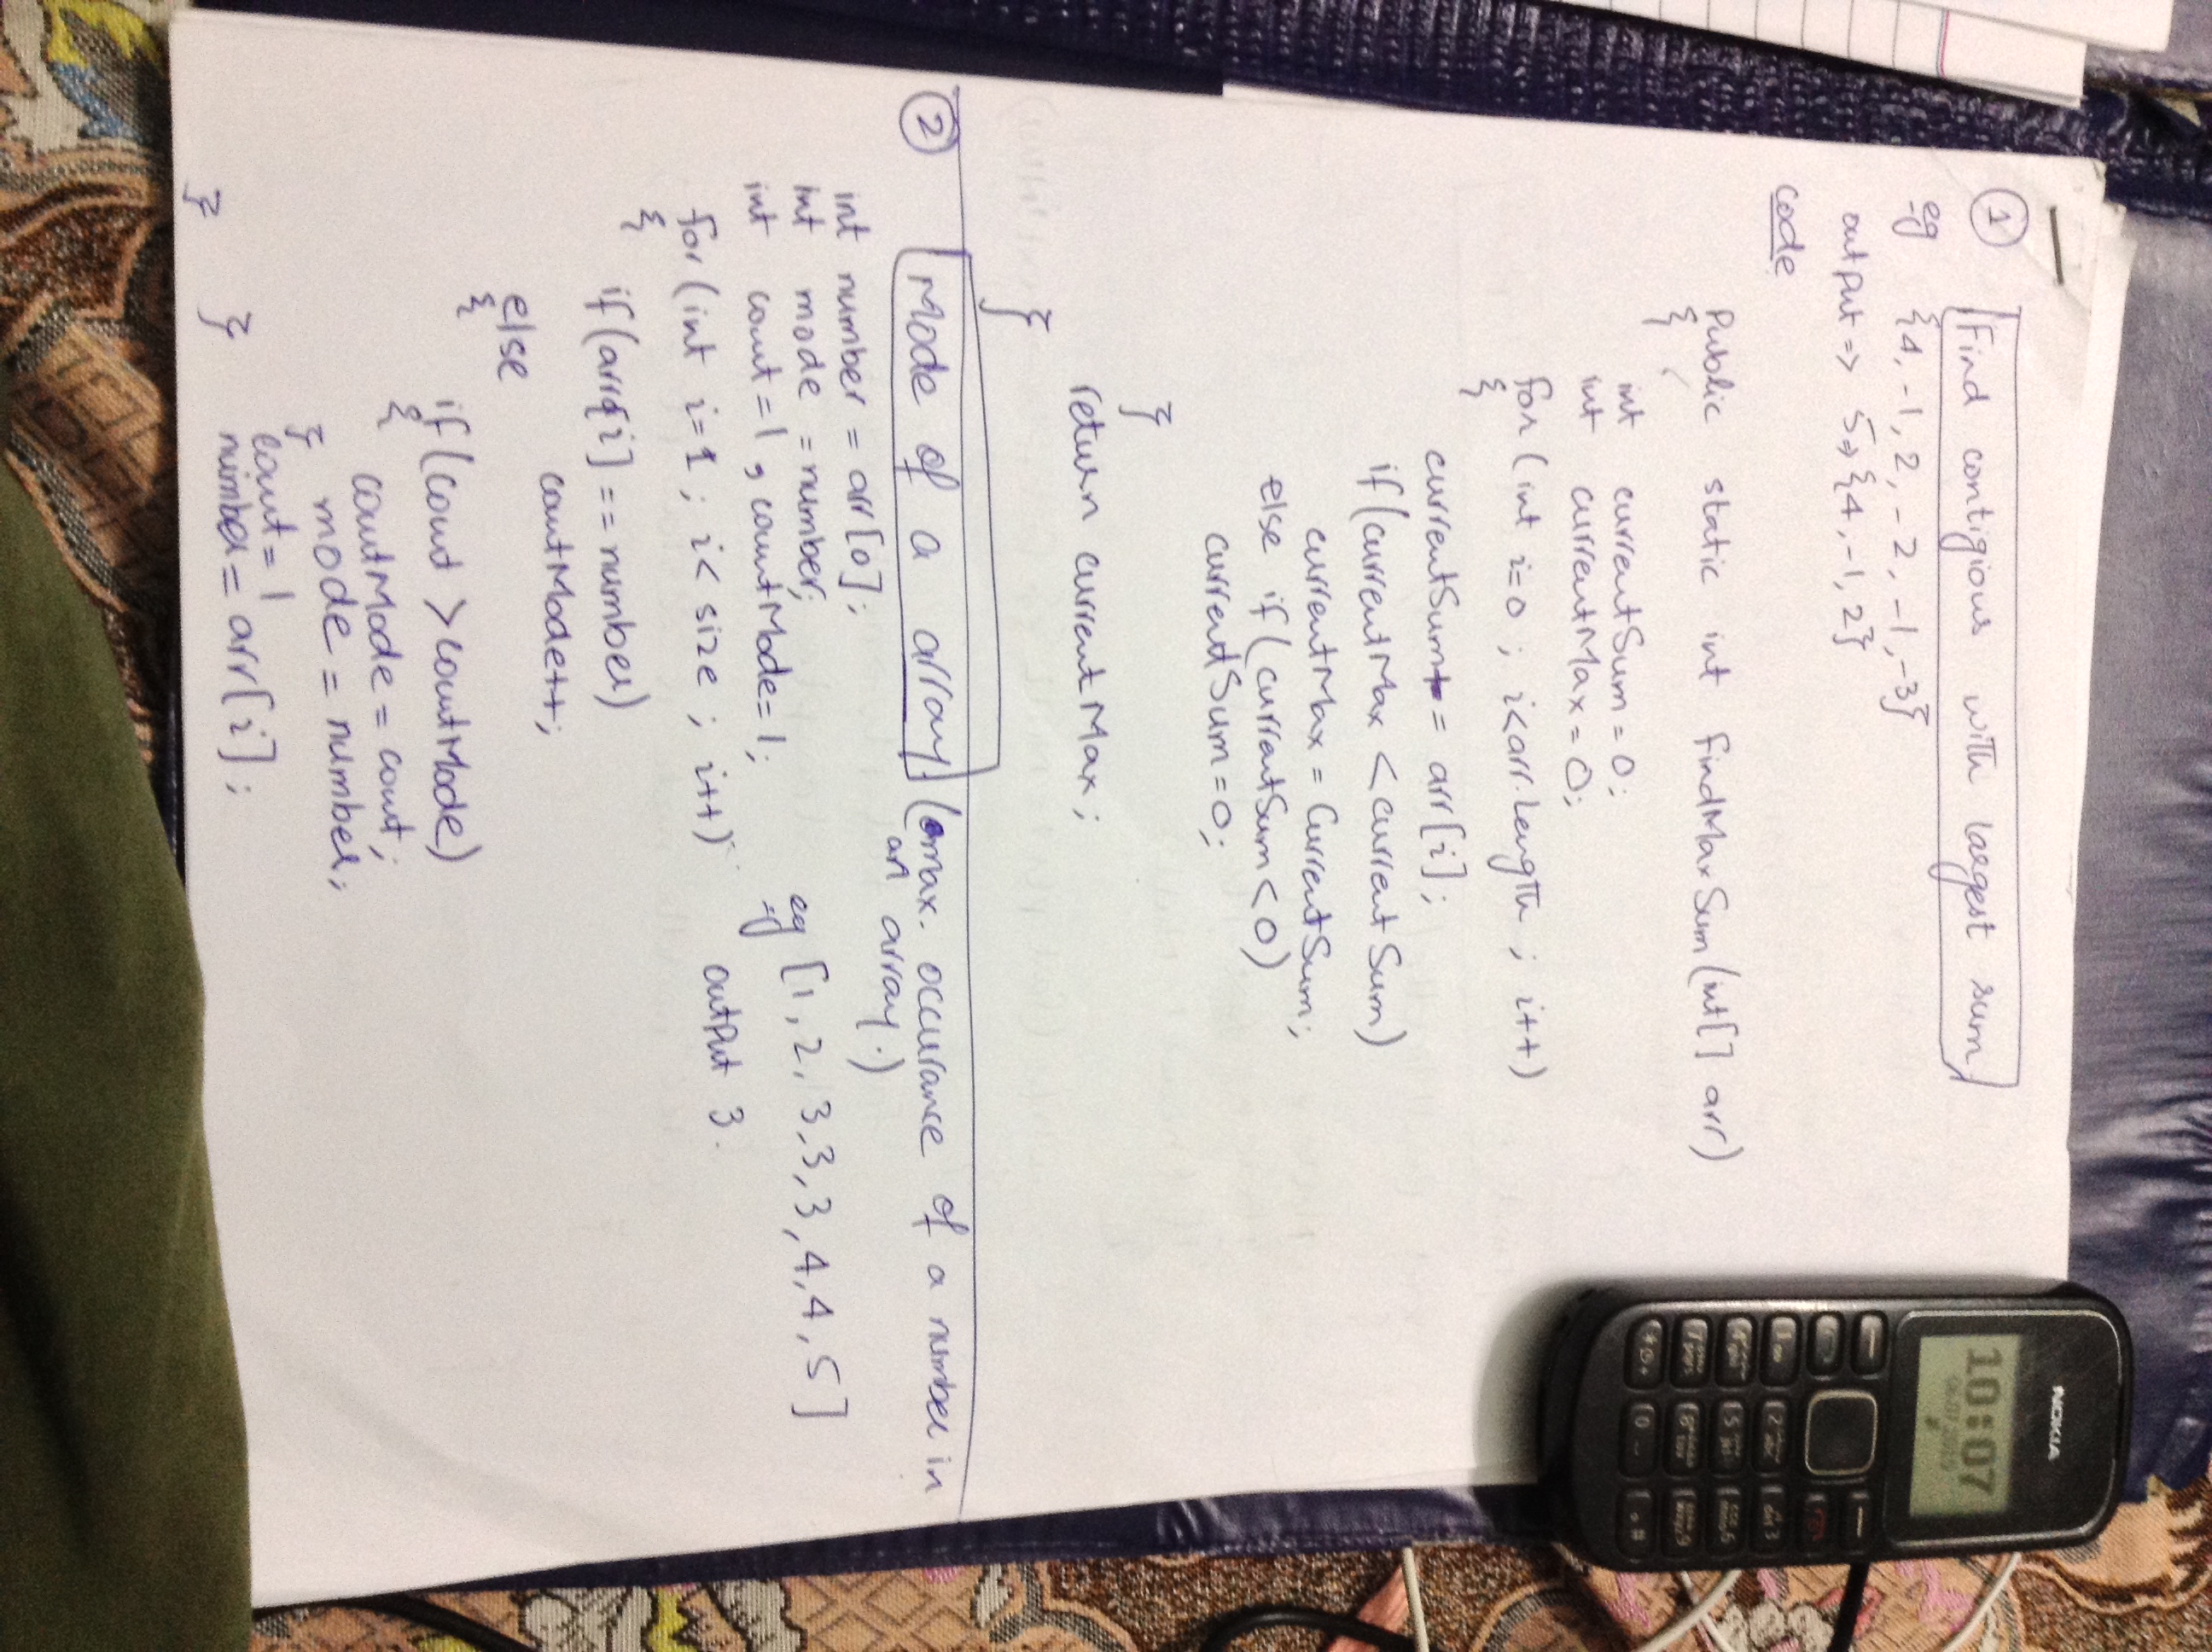 ①  Find contigious with largest sum.
eg  {4, -1, 2, -2, -1, -3}
output => 5 => {4, -1, 2}
code
Public static int findMaxSum (int[] arr)
{
int currentSum = 0;
int currentMax = 0;
for (int i=0 ; i<arr.Length ; i++)
{
currentSum+ = arr[i];
if (currentMax < currentSum)
currentMax = CurrentSum;
else if (currentSum < 0)
currentSum = 0;
}
return currentMax ;
}
②  Mode of a array. (max. occurance of a number in
an array.)
int number = arr[0];
int mode = number;
int count = 1 , countMode = 1;
eg [1, 2, 3, 3, 3, 4, 4, 5]
output 3.
for (int i=1 ; i< size ; i++)
{
if (arr[i] == number)
countMode++;
else
{
if (count > countMode)
{
countMode = count;
mode = number;
}
count = 1
number = arr[i];
}
}
NOKIA
10:07